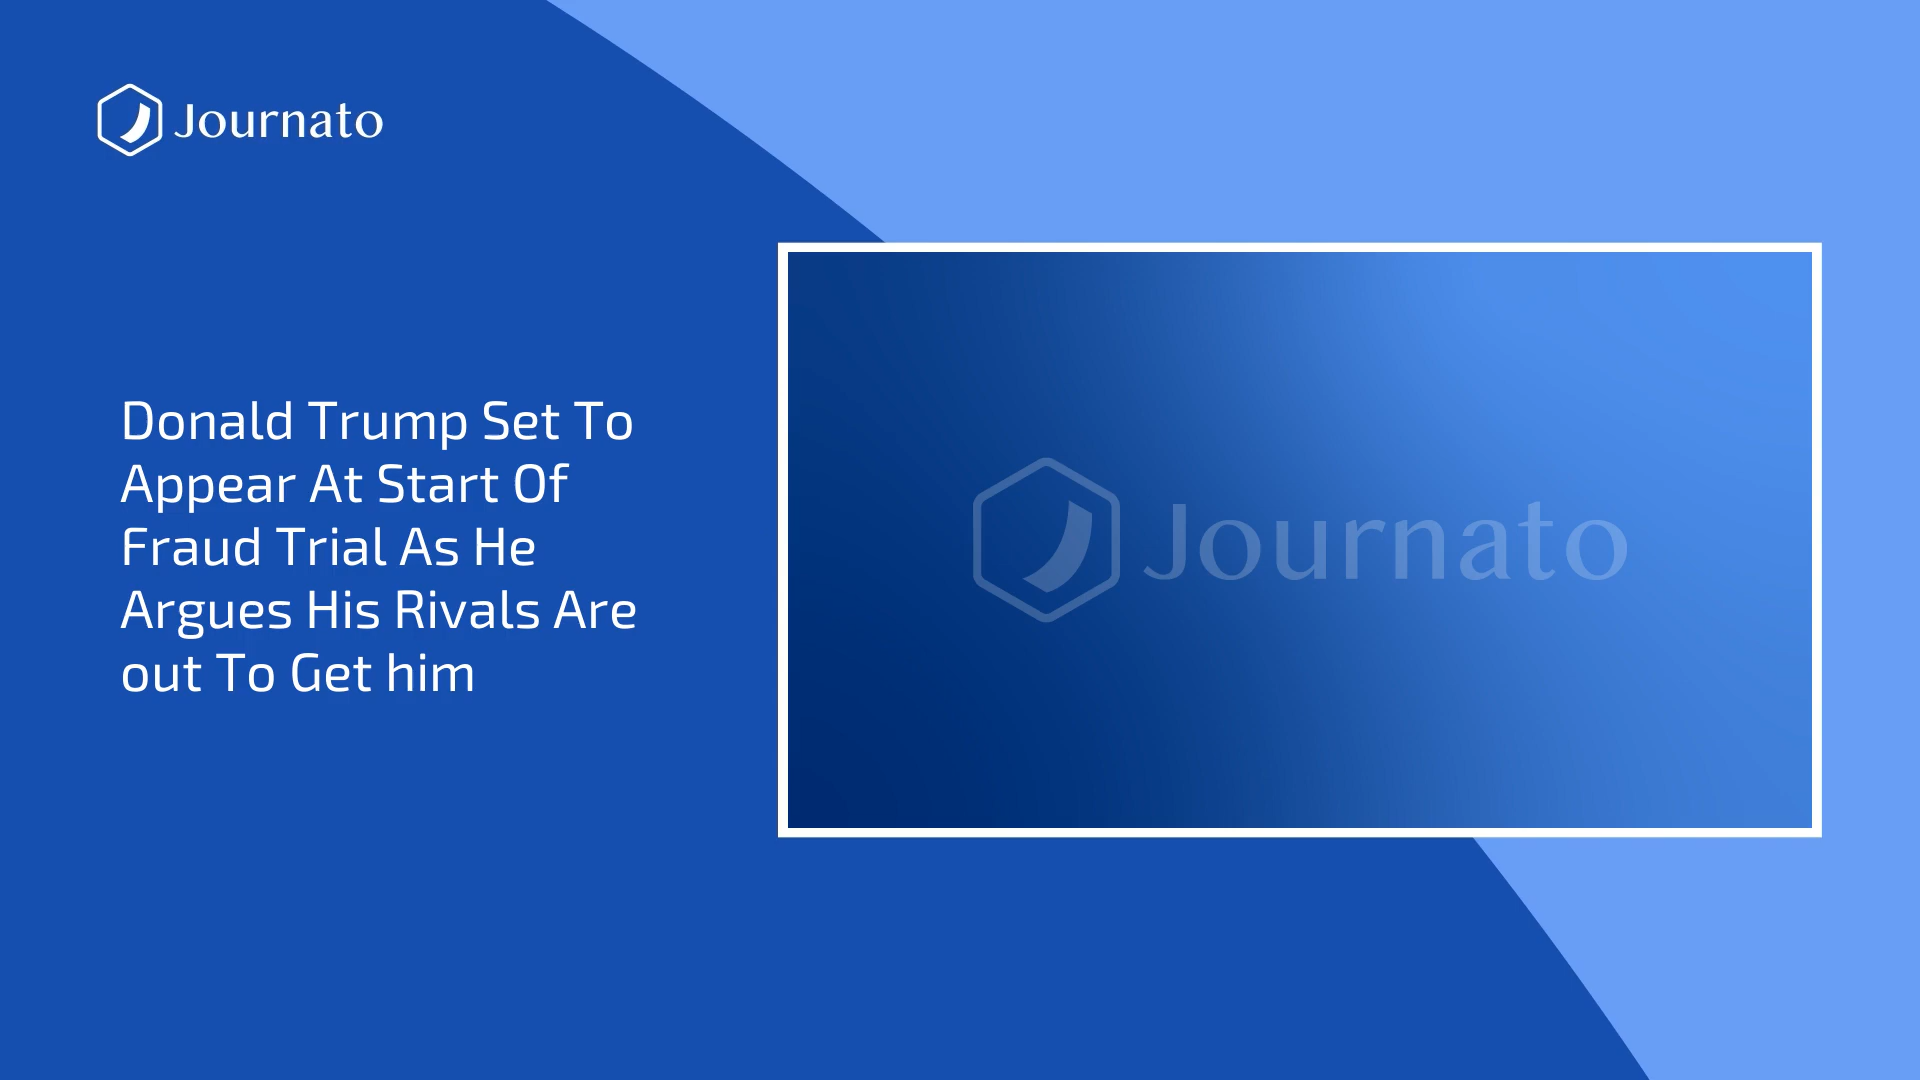 Journato
Donald Trump Set To
Appear At Start Of
Fraud Trial As He
Argues His Rivals Are
out To Get him
Journato